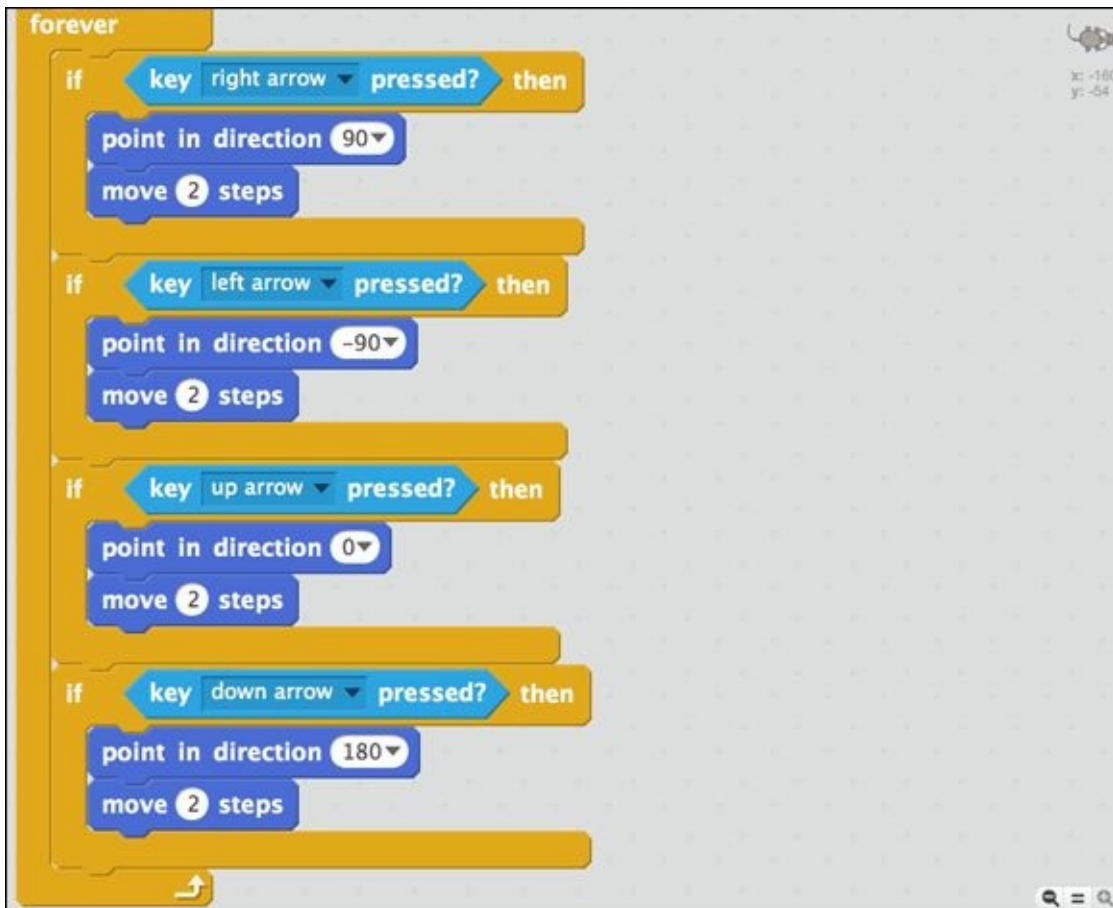 forever
if key right arrow pressed? then
point in direction 90
move 2 steps
if key left arrow pressed? then
point in direction -90
move 2 steps
if key up arrow pressed? then
point in direction 0
move 2 steps
if key down arrow pressed? then
point in direction 180
move 2 steps
x: -160
y: -54